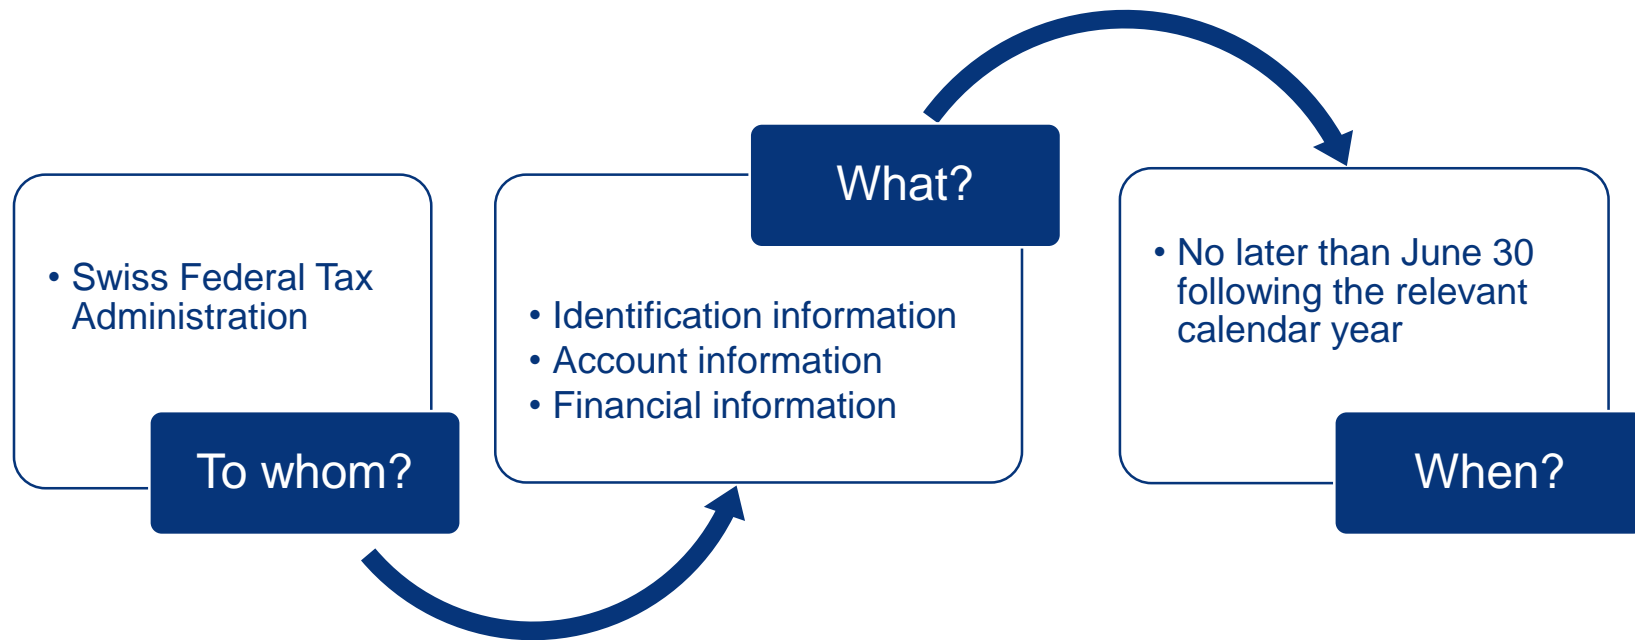 • Swiss Federal Tax
Administration
To whom?
What?
• Identification information
• Account information
• Financial information
• No later than June 30
following the relevant
calendar year
When?